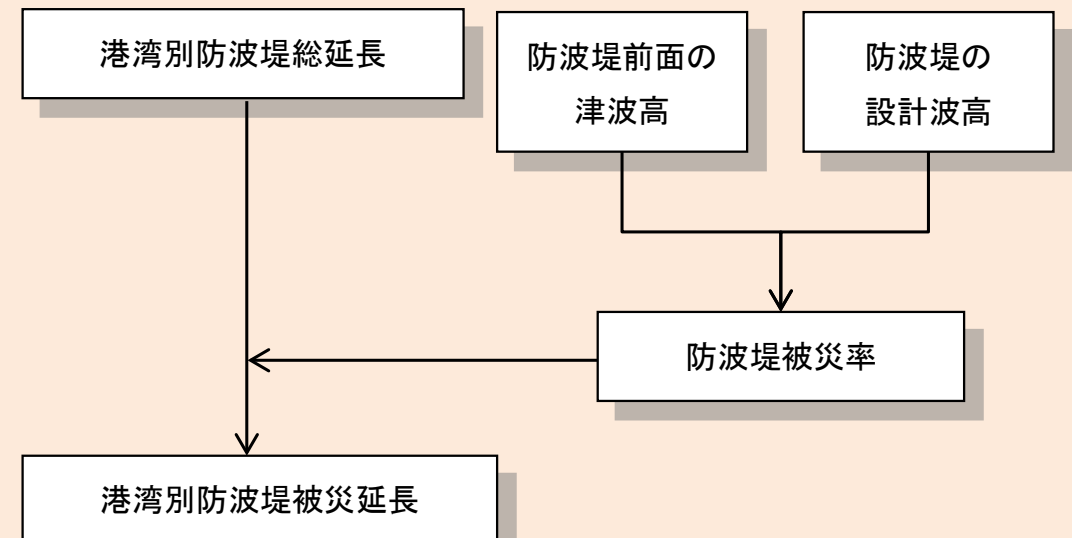 港湾別防波堤総延長
防波堤前面の
津波高
防波堤の
設計波高
防波堤被災率
港湾別防波堤被災延長